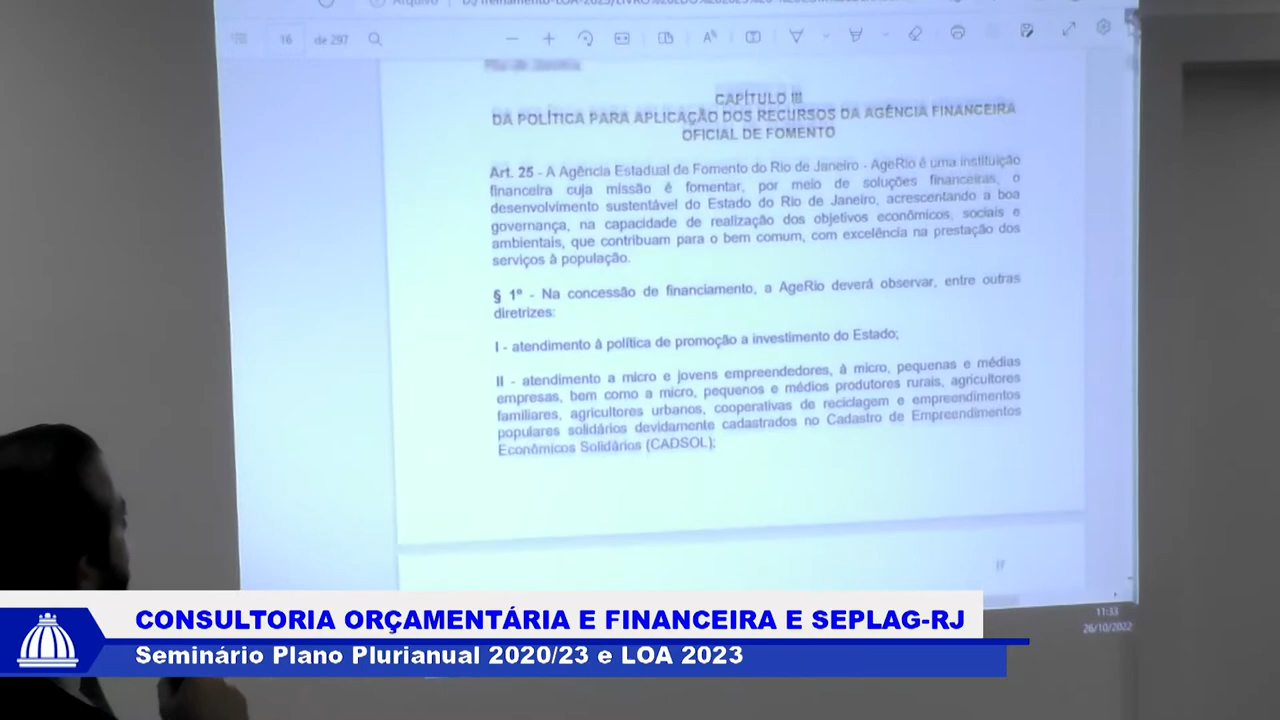 Arquivo
16 de 297
CAPÍTULO III
DA POLÍTICA PARA APLICAÇÃO DOS RECURSOS DA AGÊNCIA FINANCEIRA
OFICIAL DE FOMENTO
Art. 25 - A Agência Estadual de Fomento do Rio de Janeiro - AgeRio é uma instituição
financeira cuja missão é fomentar, por meio de soluções financeiras, o
desenvolvimento sustentável do Estado do Rio de Janeiro, acrescentando a boa
governança, na capacidade de realização dos objetivos econômicos, sociais e
ambientais, que contribuam para o bem comum, com excelência na prestação dos
serviços à população.
§ 1º - Na concessão de financiamento, a AgeRio deverá observar, entre outras
diretrizes:
I - atendimento à política de promoção a investimento do Estado;
II - atendimento a micro e jovens empreendedores, à micro, pequenas e médias
empresas, bem como a micro, pequenos e médios produtores rurais, agricultores
familiares, agricultores urbanos, cooperativas de reciclagem e empreendimentos
populares solidários devidamente cadastrados no Cadastro de Empreendimentos
Econômicos Solidários (CADSOL);
11:33
26/10/2022
CONSULTORIA ORÇAMENTÁRIA E FINANCEIRA E SEPLAG-RJ
Seminário Plano Plurianual 2020/23 e LOA 2023